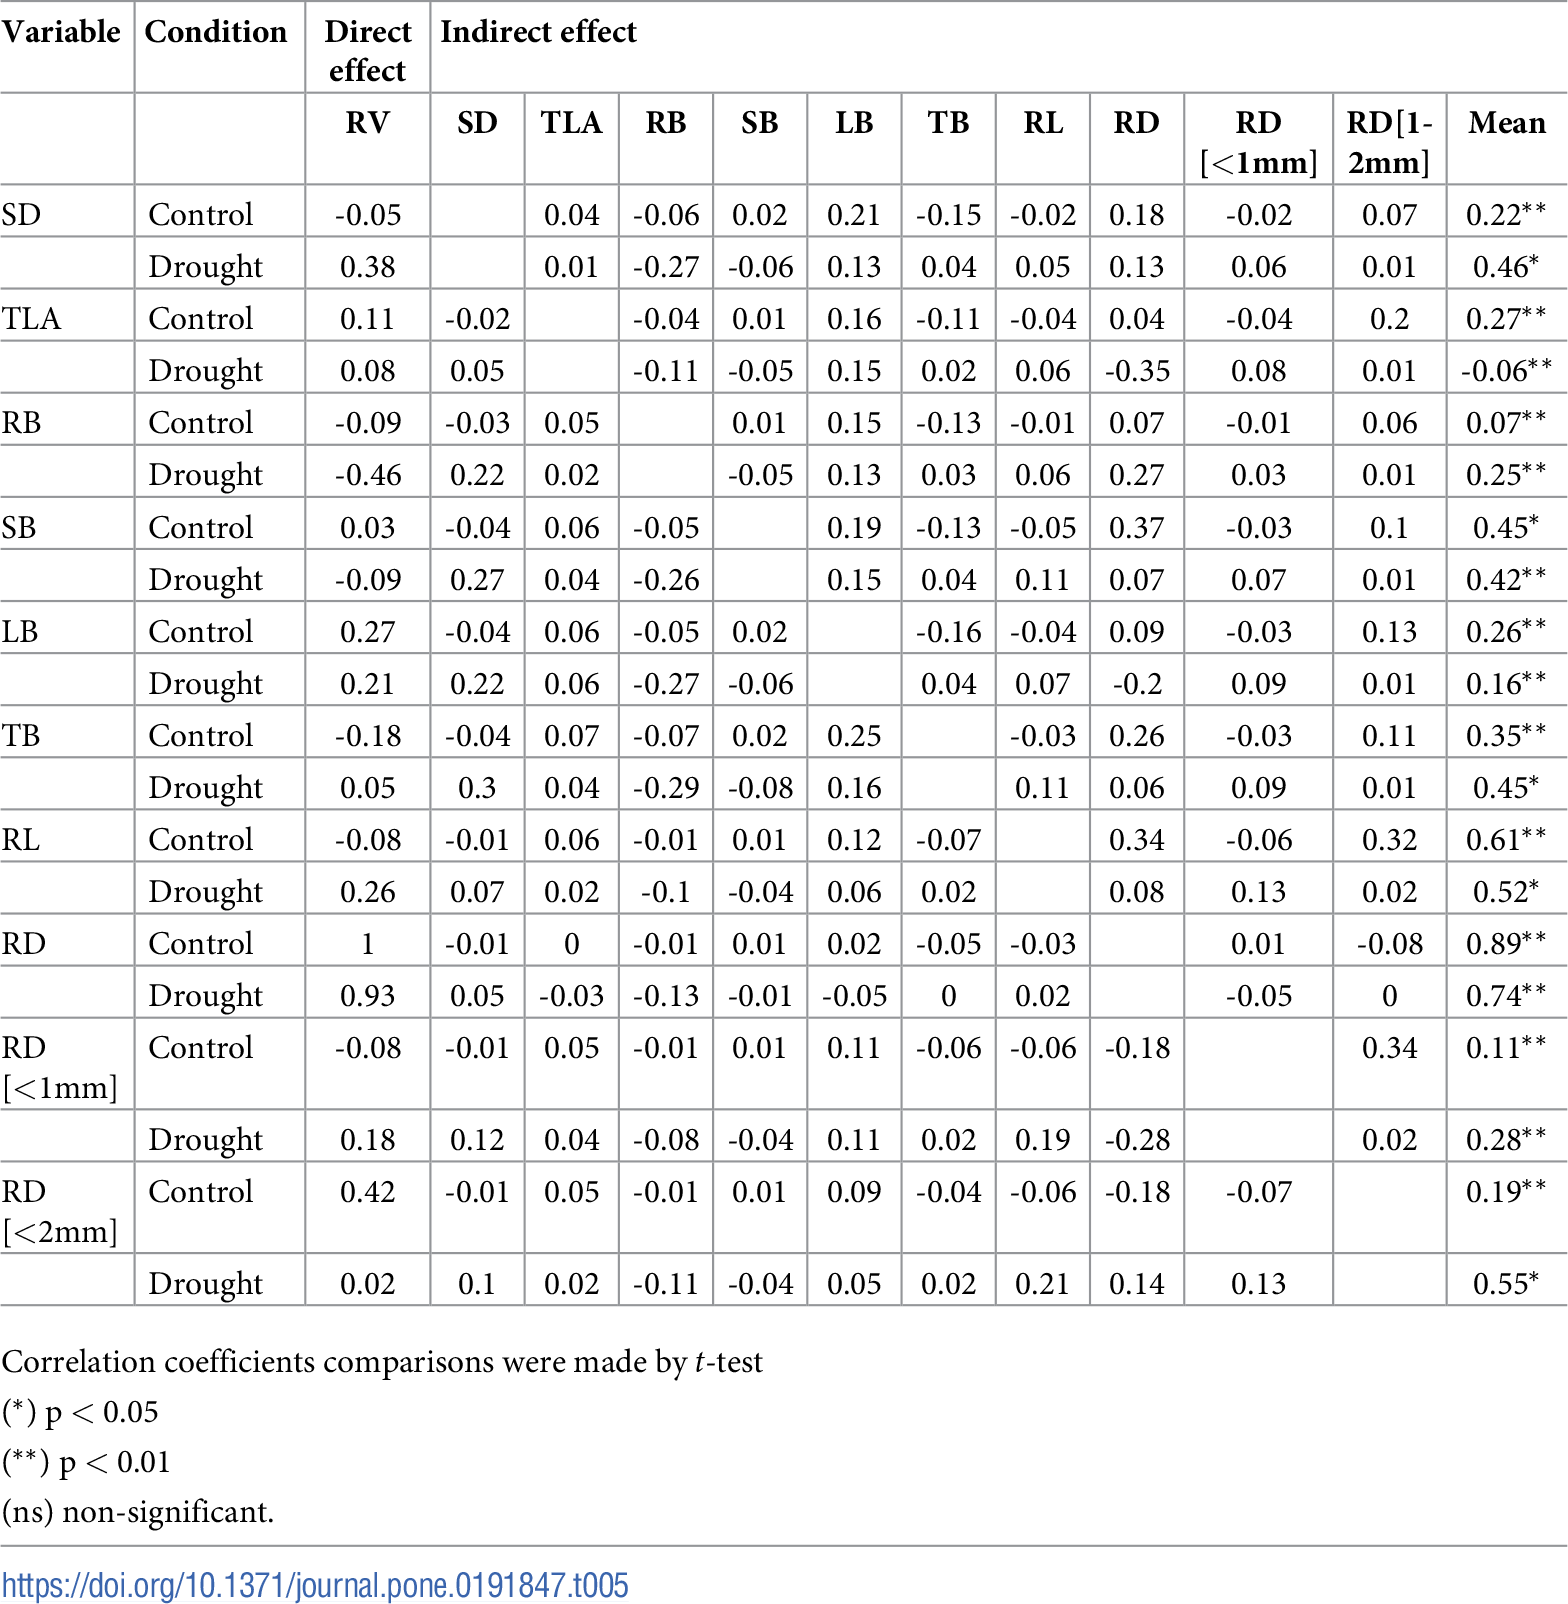 Variable Condition Direct effect Indirect effect
RV SD TLA RB SB LB TB RL RD RD [<1mm] RD[1-2mm] Mean
SD Control -0.05 0.04 -0.06 0.02 0.21 -0.15 -0.02 0.18 -0.02 0.07 0.22**
Drought 0.38 0.01 -0.27 -0.06 0.13 0.04 0.05 0.13 0.06 0.01 0.46*
TLA Control 0.11 -0.02 -0.04 0.01 0.16 -0.11 -0.04 0.04 -0.04 0.2 0.27**
Drought 0.08 0.05 -0.11 -0.05 0.15 0.02 0.06 -0.35 0.08 0.01 -0.06**
RB Control -0.09 -0.03 0.05 0.01 0.15 -0.13 -0.01 0.07 -0.01 0.06 0.07**
Drought -0.46 0.22 0.02 -0.05 0.13 0.03 0.06 0.27 0.03 0.01 0.25**
SB Control 0.03 -0.04 0.06 -0.05 0.19 -0.13 -0.05 0.37 -0.03 0.1 0.45*
Drought -0.09 0.27 0.04 -0.26 0.15 0.04 0.11 0.07 0.07 0.01 0.42**
LB Control 0.27 -0.04 0.06 -0.05 0.02 -0.16 -0.04 0.09 -0.03 0.13 0.26**
Drought 0.21 0.22 0.06 -0.27 -0.06 0.04 0.07 -0.2 0.09 0.01 0.16**
TB Control -0.18 -0.04 0.07 -0.07 0.02 0.25 -0.03 0.26 -0.03 0.11 0.35**
Drought 0.05 0.3 0.04 -0.29 -0.08 0.16 0.11 0.06 0.09 0.01 0.45*
RL Control -0.08 -0.01 0.06 -0.01 0.01 0.12 -0.07 0.34 -0.06 0.32 0.61**
Drought 0.26 0.07 0.02 -0.1 -0.04 0.06 0.02 0.08 0.13 0.02 0.52*
RD Control 1 -0.01 0 -0.01 0.01 0.02 -0.05 -0.03 0.01 -0.08 0.89**
Drought 0.93 0.05 -0.03 -0.13 -0.01 -0.05 0 0.02 -0.05 0 0.74**
RD [<1mm] Control -0.08 -0.01 0.05 -0.01 0.01 0.11 -0.06 -0.06 -0.18 0.34 0.11**
Drought 0.18 0.12 0.04 -0.08 -0.04 0.11 0.02 0.19 -0.28 0.02 0.28**
RD [<2mm] Control 0.42 -0.01 0.05 -0.01 0.01 0.09 -0.04 -0.06 -0.18 -0.07 0.19**
Drought 0.02 0.1 0.02 -0.11 -0.04 0.05 0.02 0.21 0.14 0.13 0.55*
Correlation coefficients comparisons were made by t-test
(*) p < 0.05
(**) p < 0.01
(ns) non-significant.
https://doi.org/10.1371/journal.pone.0191847.t005